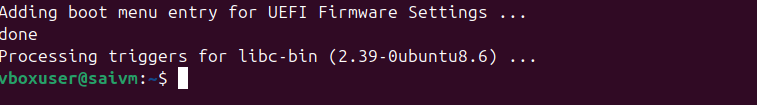 Adding boot menu entry for UEFI Firmware Settings ...
done
Processing triggers for libc-bin (2.39-0ubuntu8.6) ...
vboxuser@saivm:~$